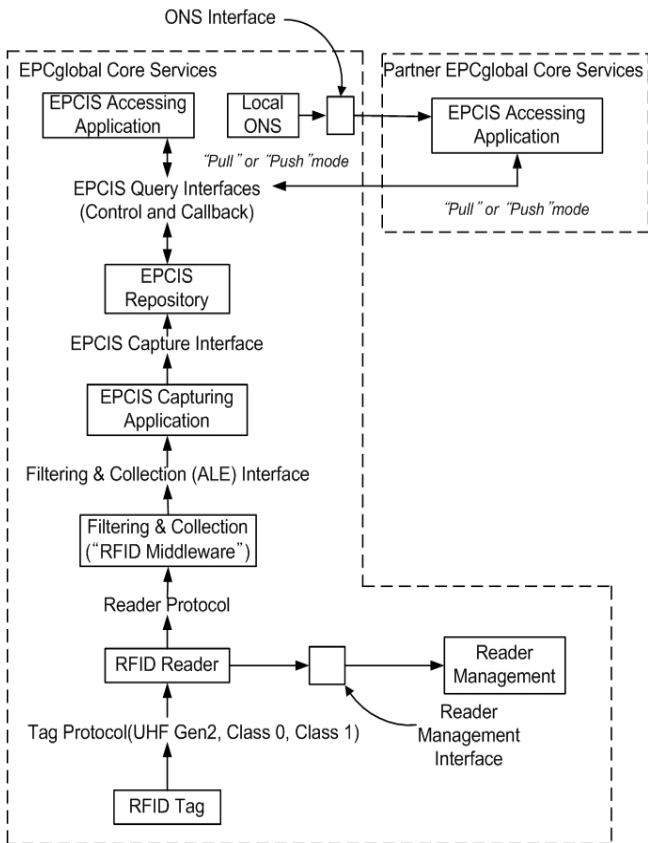 ONS Interface
EPCglobal Core Services
Partner EPCglobal Core Services
EPCIS Accessing
Application
Local
ONS
EPCIS Accessing
Application
“Pull” or “Push”mode
EPCIS Query Interfaces
(Control and Callback)
“Pull” or “Push”mode
EPCIS
Repository
EPCIS Capture Interface
EPCIS Capturing
Application
Filtering & Collection (ALE) Interface
Filtering & Collection
(“RFID Middleware”)
Reader Protocol
RFID Reader
Reader
Management
Tag Protocol(UHF Gen2, Class 0, Class 1)
Reader
Management
Interface
RFID Tag